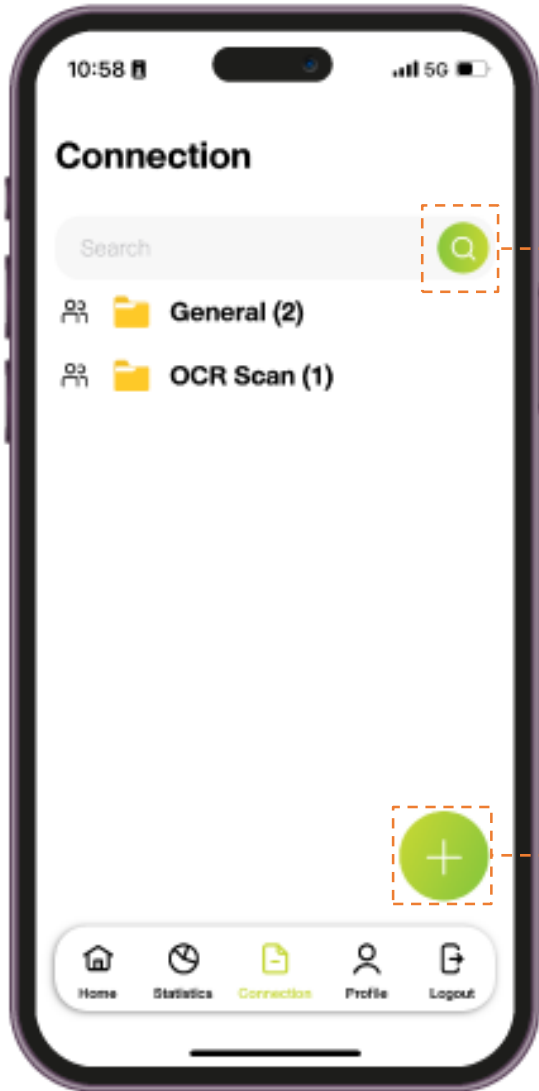 10:58 5G
Connection
Search
General (2)
OCR Scan (1)
Home Statistics Connection Profile Logout